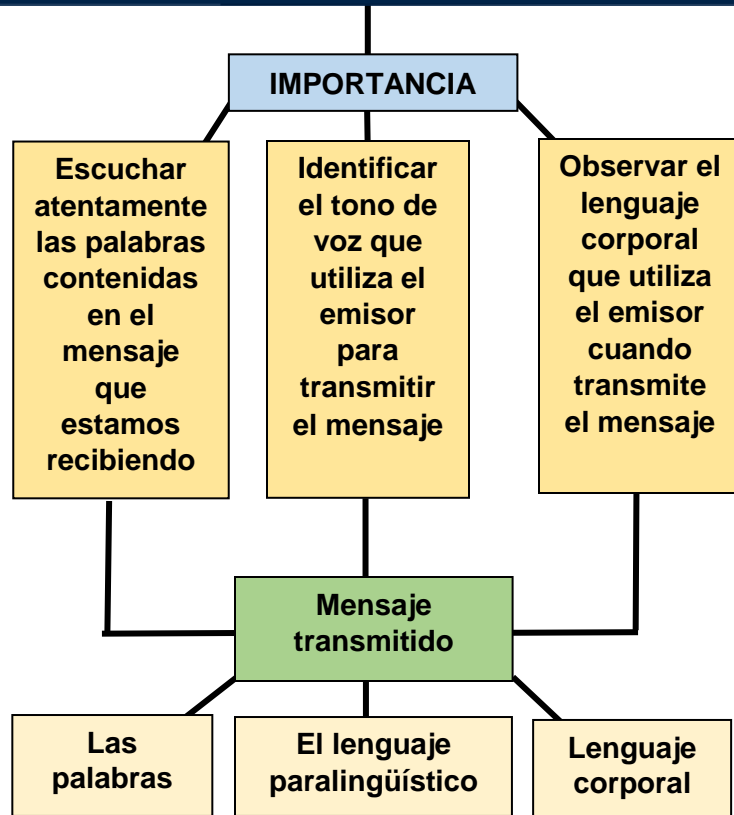 IMPORTANCIA
Escuchar
atentamente
las palabras
contenidas
en el
mensaje
que
estamos
recibiendo
Identificar
el tono de
voz que
utiliza el
emisor
para
transmitir
el mensaje
Observar el
lenguaje
corporal
que utiliza
el emisor
cuando
transmite
el mensaje
Mensaje
transmitido
Las
palabras
El lenguaje
paralingüístico
Lenguaje
corporal